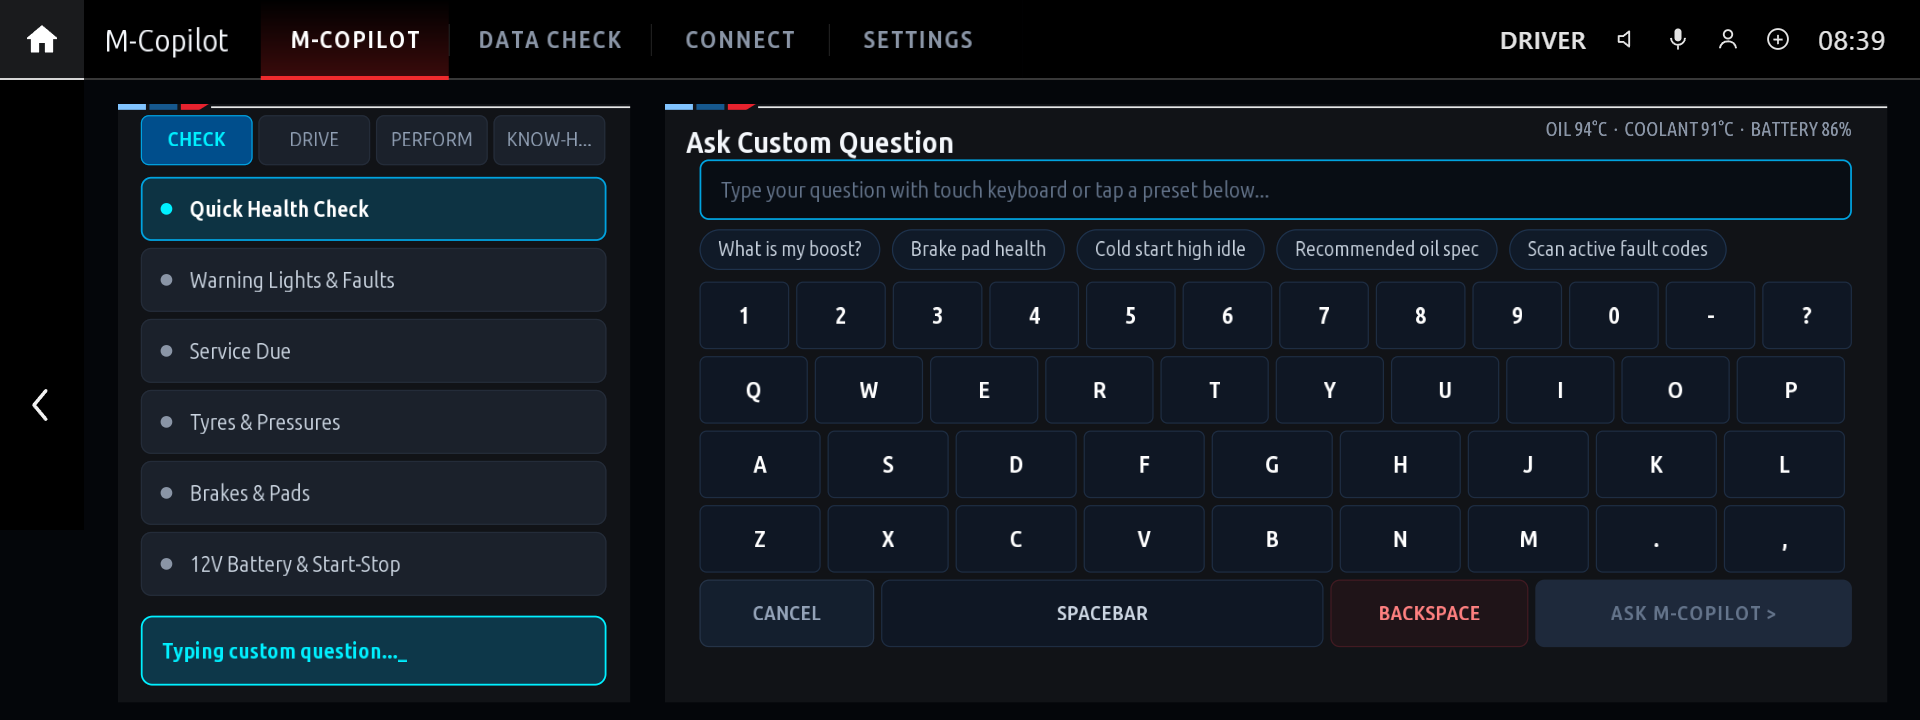 M-Copilot
M-COPILOT
DATA CHECK
CONNECT
SETTINGS
DRIVER
08:39
CHECK
DRIVE
PERFORM
KNOW-H...
Quick Health Check
Warning Lights & Faults
Service Due
Tyres & Pressures
Brakes & Pads
12V Battery & Start-Stop
Typing custom question..._
Ask Custom Question
OIL 94°C · COOLANT 91°C · BATTERY 86%
Type your question with touch keyboard or tap a preset below...
What is my boost?
Brake pad health
Cold start high idle
Recommended oil spec
Scan active fault codes
1 2 3 4 5 6 7 8 9 0 - ?
Q W E R T Y U I O P
A S D F G H J K L
Z X C V B N M . ,
CANCEL
SPACEBAR
BACKSPACE
ASK M-COPILOT >